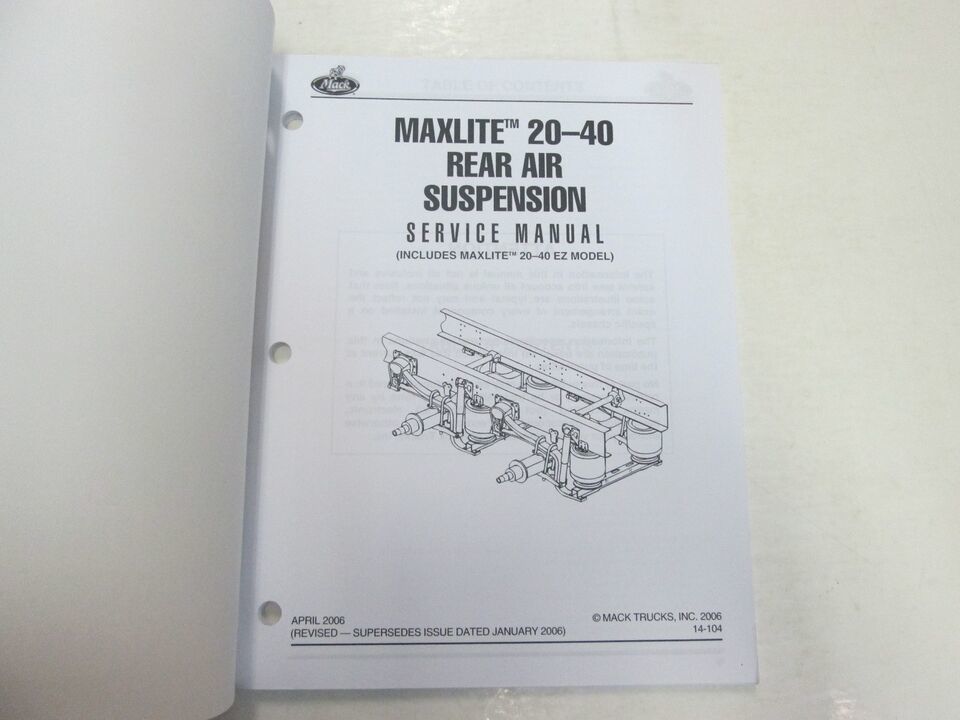 Mack
MAXLITE™ 20–40
REAR AIR
SUSPENSION
SERVICE MANUAL
(INCLUDES MAXLITE™ 20–40 EZ MODEL)
APRIL 2006
(REVISED — SUPERSEDES ISSUE DATED JANUARY 2006)
© MACK TRUCKS, INC. 2006
14-104